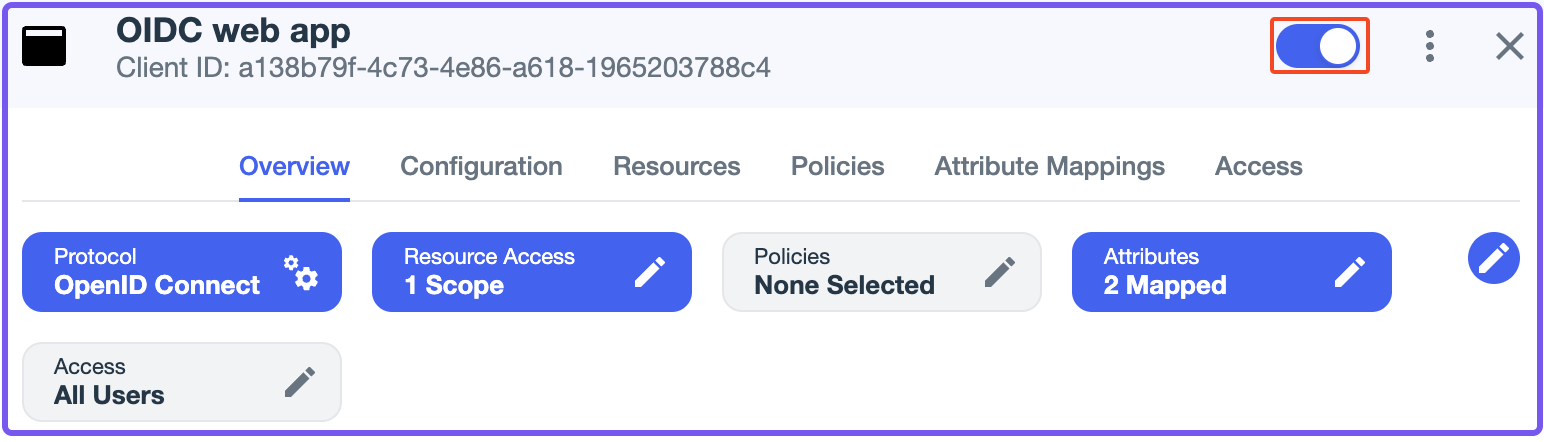 OIDC web app
Client ID: a138b79f-4c73-4e86-a618-1965203788c4
Overview Configuration Resources Policies Attribute Mappings Access
Protocol
OpenID Connect
Resource Access
1 Scope
Policies
None Selected
Attributes
2 Mapped
Access
All Users